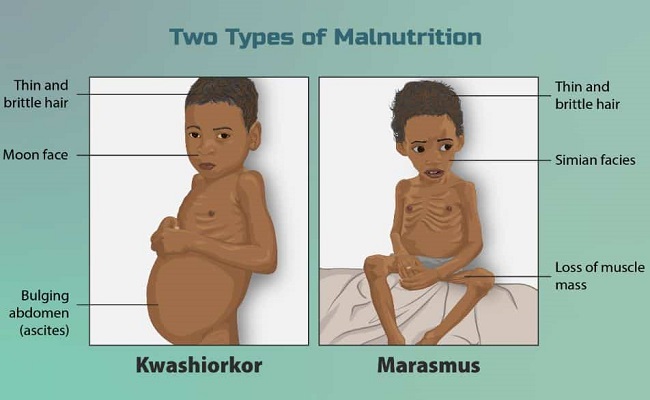 Two Types of Malnutrition
Thin and
brittle hair
Moon face
Bulging
abdomen
(ascites)
Kwashiorkor
Thin and
brittle hair
Simian facies
Loss of muscle
mass
Marasmus